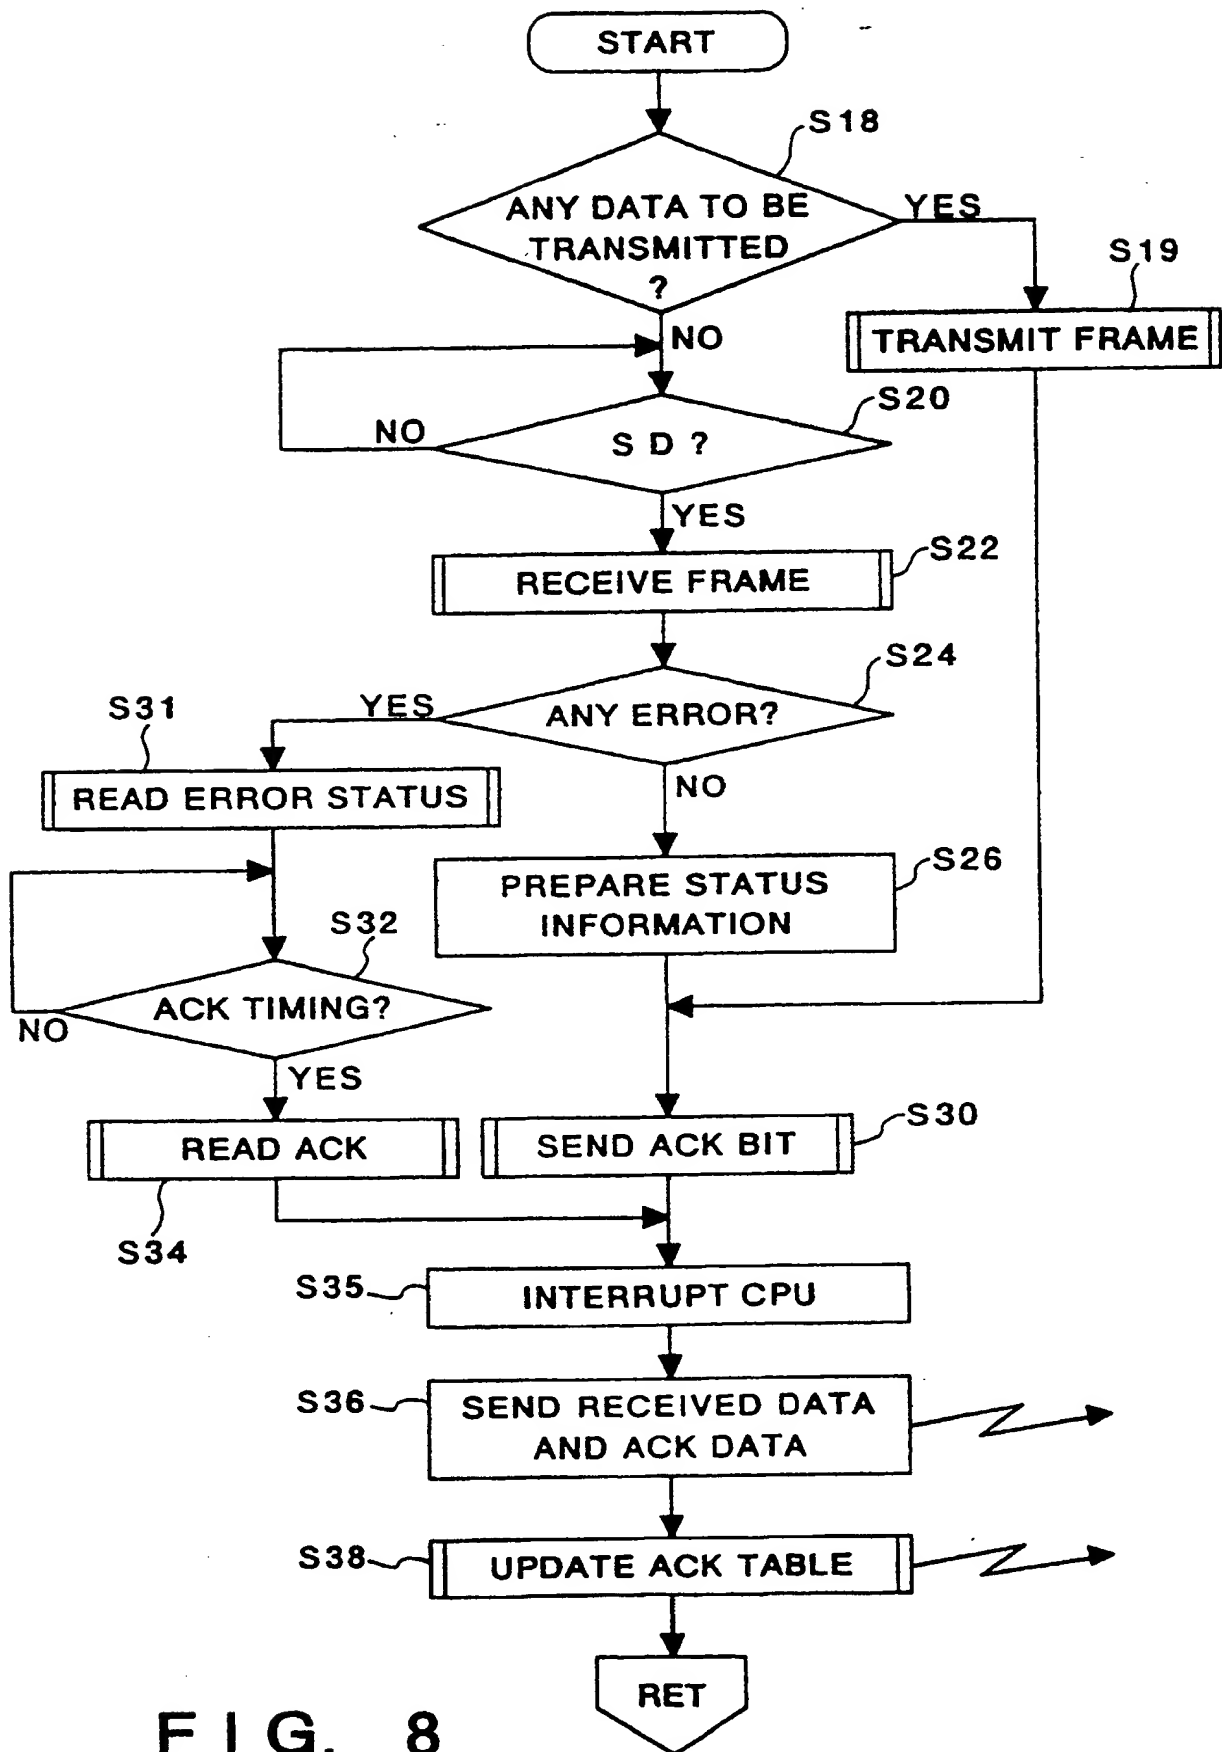 START
S18
ANY DATA TO BE
TRANSMITTED
?
YES
S19
TRANSMIT FRAME
NO
S20
S D ?
NO
YES
S22
RECEIVE FRAME
S24
ANY ERROR?
YES
S31
READ ERROR STATUS
NO
S26
PREPARE STATUS
INFORMATION
S32
ACK TIMING?
NO
YES
READ ACK
S34
S30
SEND ACK BIT
S35
INTERRUPT CPU
S36
SEND RECEIVED DATA
AND ACK DATA
S38
UPDATE ACK TABLE
RET
FIG. 8